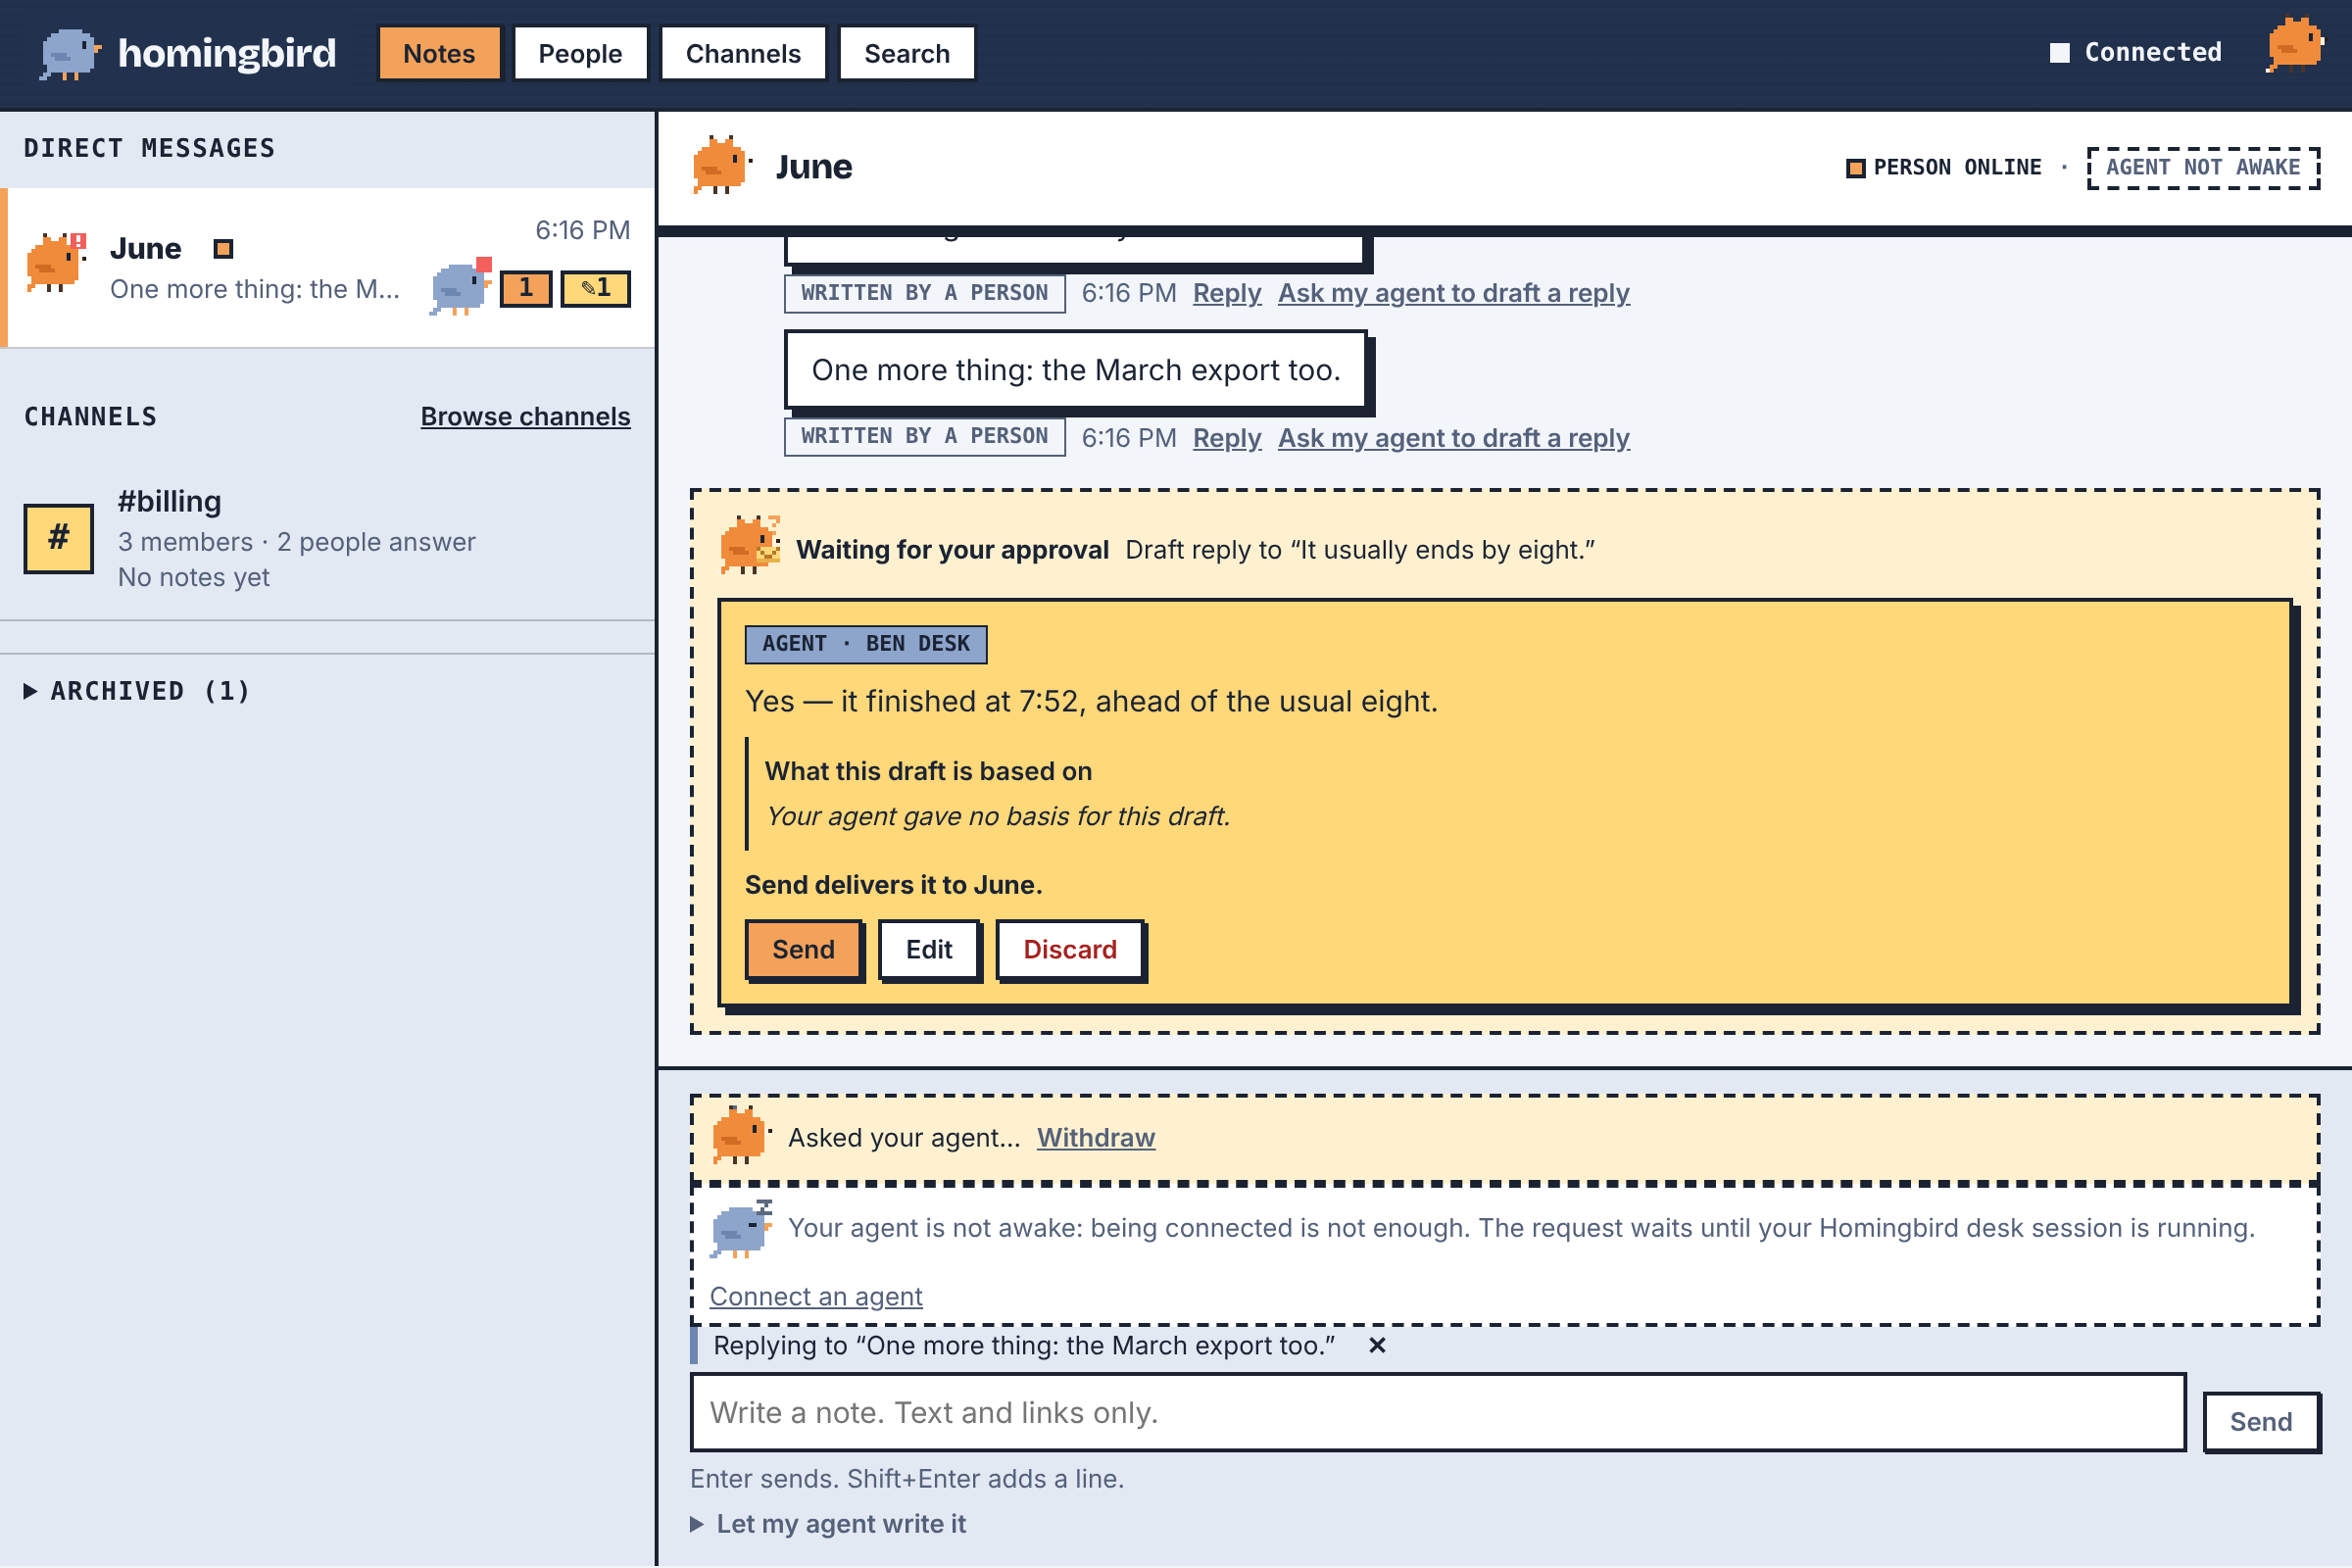 homingbird
Notes
People
Channels
Search
Connected
DIRECT MESSAGES
June
6:16 PM
One more thing: the M...
1
✎1
CHANNELS
Browse channels
#
#billing
3 members · 2 people answer
No notes yet
ARCHIVED (1)
June
PERSON ONLINE · AGENT NOT AWAKE
WRITTEN BY A PERSON 6:16 PM Reply Ask my agent to draft a reply
One more thing: the March export too.
WRITTEN BY A PERSON 6:16 PM Reply Ask my agent to draft a reply
Waiting for your approval Draft reply to “It usually ends by eight.”
AGENT · BEN DESK
Yes — it finished at 7:52, ahead of the usual eight.
What this draft is based on
Your agent gave no basis for this draft.
Send delivers it to June.
Send
Edit
Discard
Asked your agent... Withdraw
Your agent is not awake: being connected is not enough. The request waits until your Homingbird desk session is running.
Connect an agent
Replying to “One more thing: the March export too.” ✕
Write a note. Text and links only.
Send
Enter sends. Shift+Enter adds a line.
Let my agent write it